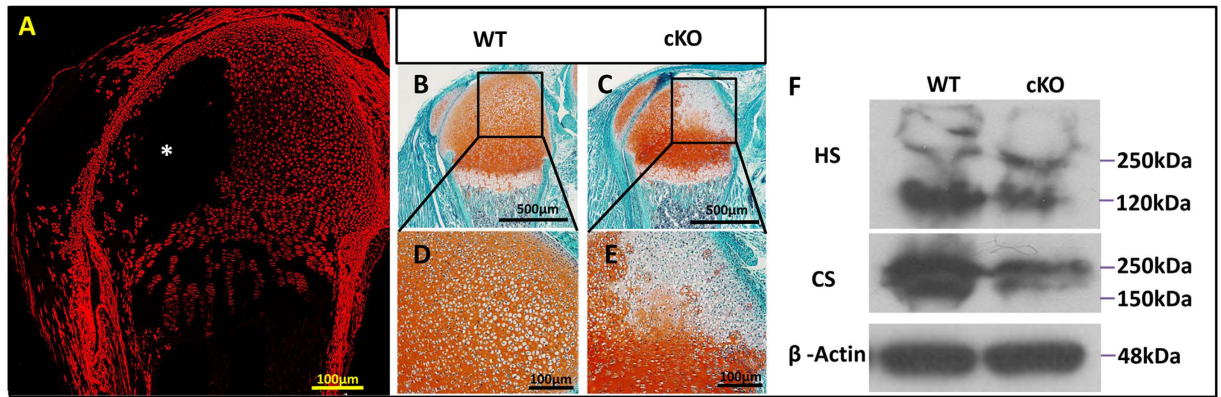 A
*
100μm
WT cKO
B
C
500μm
500μm
D
E
100μm
100μm
F
WT cKO
HS
250kDa
120kDa
CS
250kDa
150kDa
β -Actin
48kDa